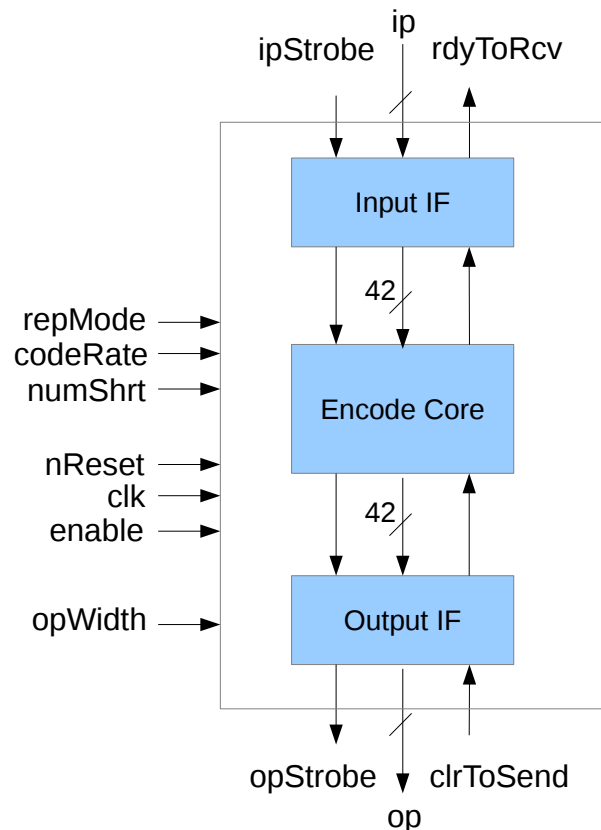 ip
ipStrobe
rdyToRcv
Input IF
42
repMode
codeRate
numShrt
Encode Core
nReset
clk
enable
42
opWidth
Output IF
opStrobe
clrToSend
op